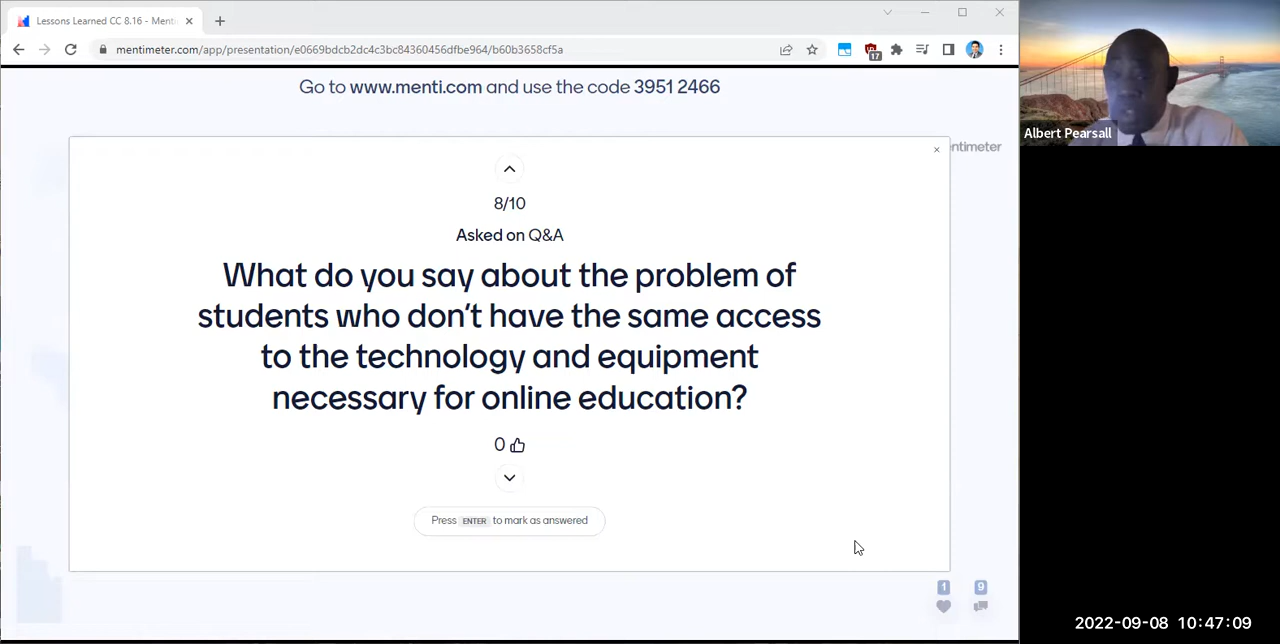 Lessons Learned CC 8.16 - Menti
mentimeter.com/app/presentation/e0669bdcb2dc4c3bc84360456dfbe964/b60b3658cf5a
17
Go to www.menti.com and use the code 3951 2466
Albert Pearsall
ntimeter
8/10
Asked on Q&A
What do you say about the problem of
students who don't have the same access
to the technology and equipment
necessary for online education?
0
Press ENTER to mark as answered
1 9
2022-09-08 10:47:09